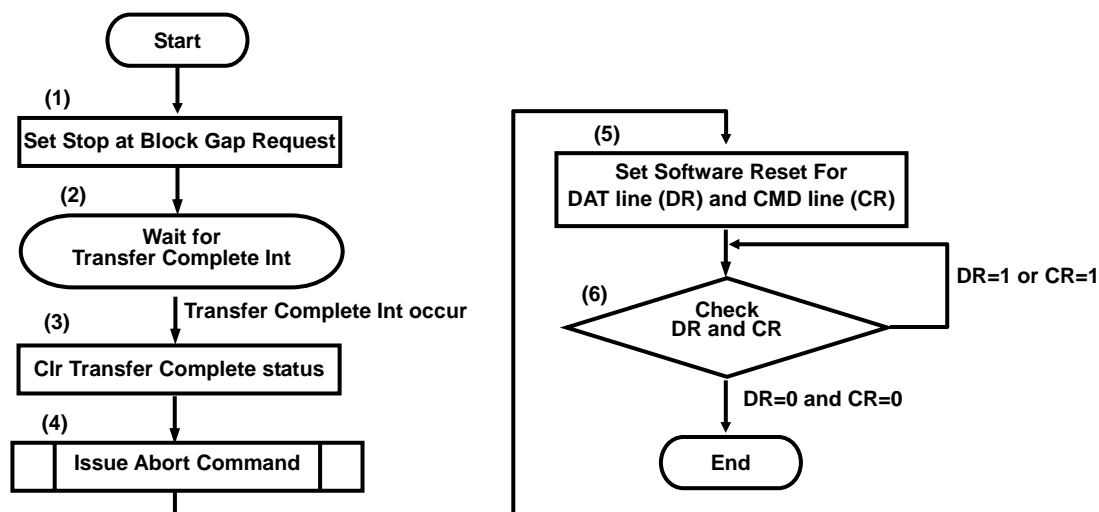 Start
(1)
Set Stop at Block Gap Request
(2)
Wait for
Transfer Complete Int
Transfer Complete Int occur
(3)
Clr Transfer Complete status
(4)
Issue Abort Command
(5)
Set Software Reset For
DAT line (DR) and CMD line (CR)
DR=1 or CR=1
(6)
Check
DR and CR
DR=0 and CR=0
End